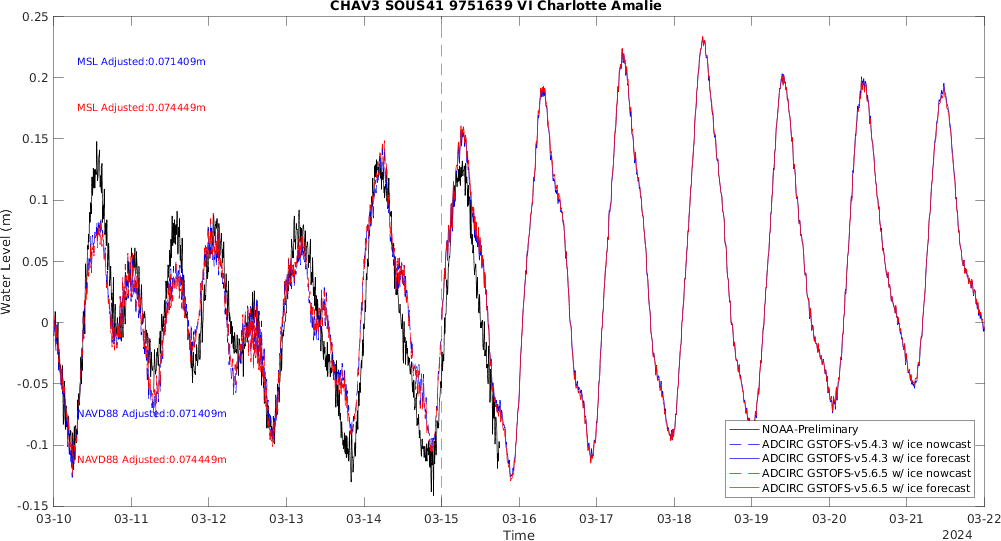 CHAV3 SOUS41 9751639 VI Charlotte Amalie
0.25
0.2
0.15
0.1
0.05
0
-0.05
-0.1
-0.15
Water Level (m)
MSL Adjusted:0.071409m
MSL Adjusted:0.074449m
NAVD88 Adjusted:0.071409m
NAVD88 Adjusted:0.074449m
NOAA-Preliminary
ADCIRC GSTOFS-v5.4.3 w/ ice nowcast
ADCIRC GSTOFS-v5.4.3 w/ ice forecast
ADCIRC GSTOFS-v5.6.5 w/ ice nowcast
ADCIRC GSTOFS-v5.6.5 w/ ice forecast
03-10 03-11 03-12 03-13 03-14 03-15 03-16 03-17 03-18 03-19 03-20 03-21 03-22
Time
2024